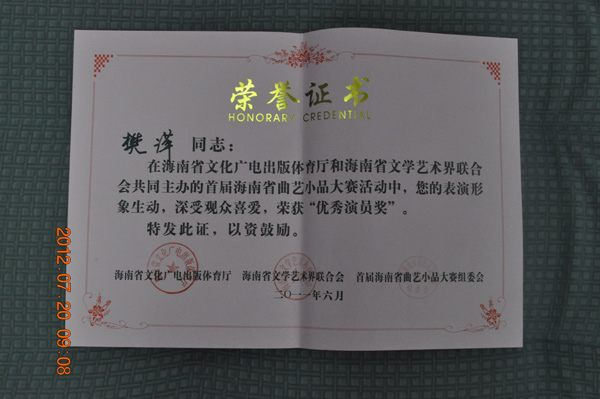 荣誉证书
HONORARY CREDENTIAL
樊萍 同志：
在海南省文化广电出版体育厅和海南省文学艺术界联合
会共同主办的首届海南省曲艺小品大赛活动中，您的表演形
象生动，深受观众喜爱，荣获“优秀演员奖”。
特发此证，以资鼓励。
海南省文化广电出版体育厅 海南省文学艺术界联合会 首届海南省曲艺小品大赛组委会
二〇一一年六月
2012 07 20 09:08